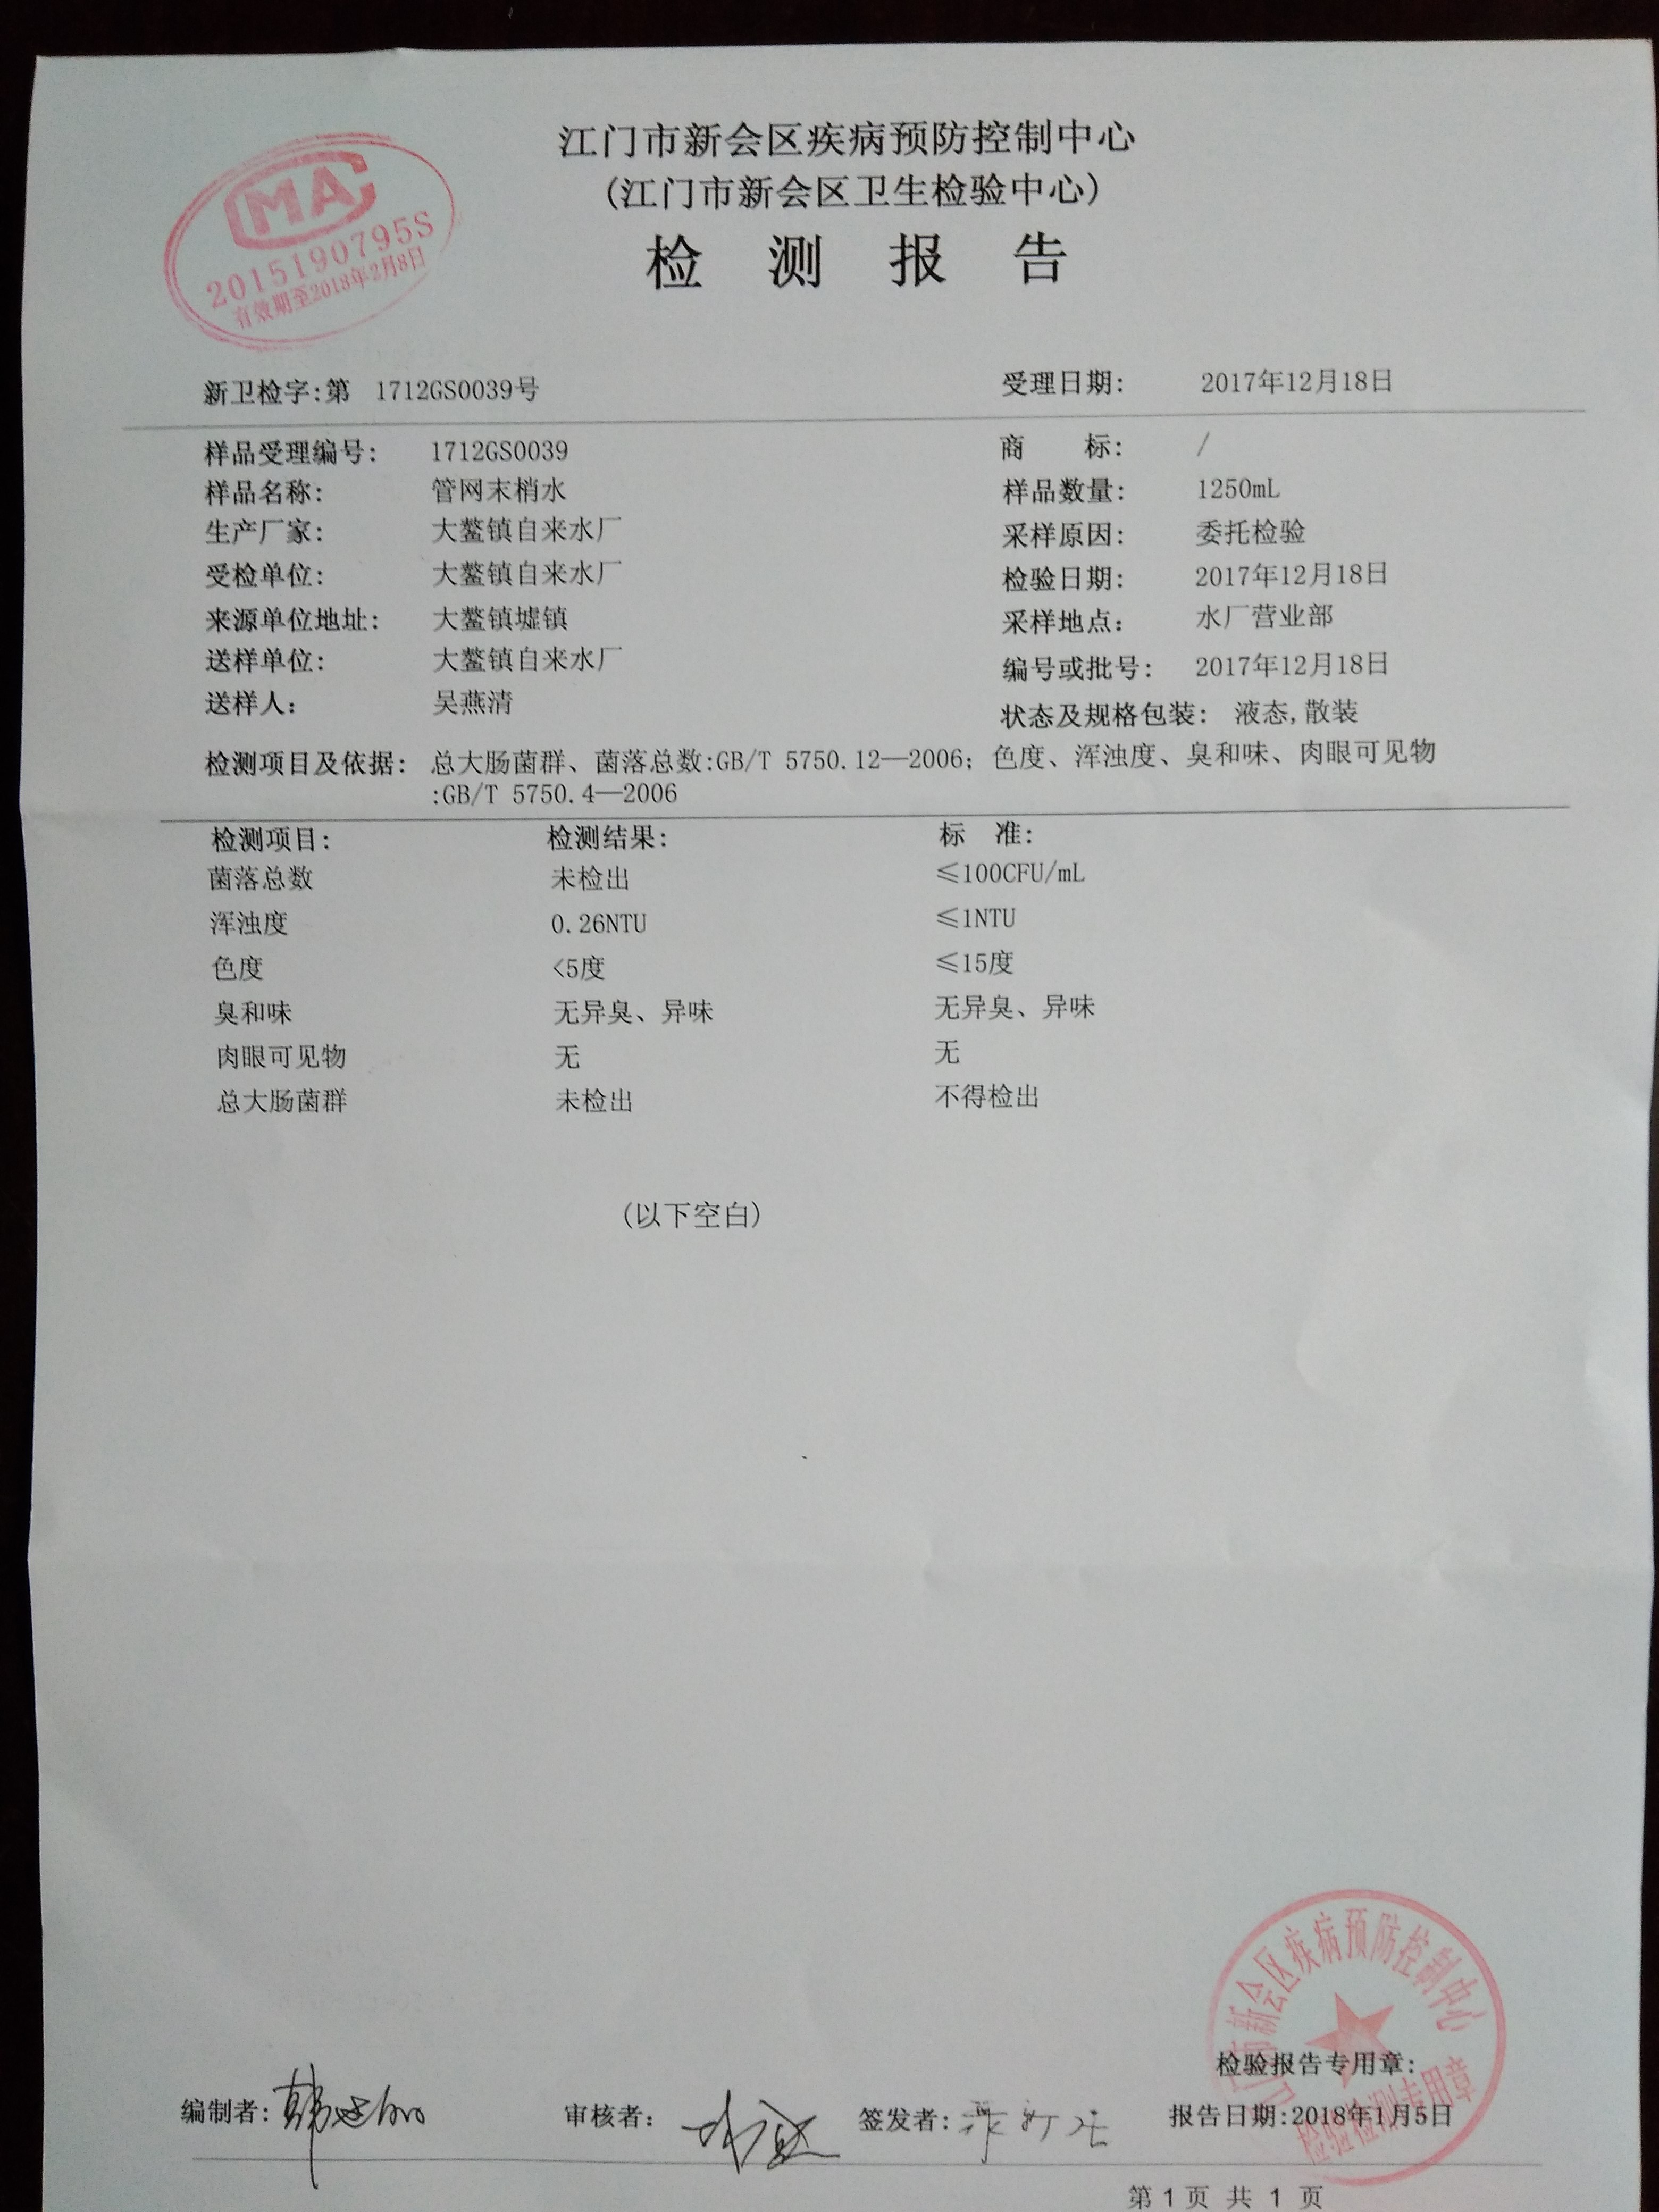 江门市新会区疾病预防控制中心
(江门市新会区卫生检验中心)
检 测 报 告
MA
2015190795S
有效期至2018年2月8日
新卫检字:第 1712GS0039号 受理日期: 2017年12月18日
样品受理编号: 1712GS0039 商 标: /
样品名称: 管网末梢水 样品数量: 1250mL
生产厂家: 大鳌镇自来水厂 采样原因: 委托检验
受检单位: 大鳌镇自来水厂 检验日期: 2017年12月18日
来源单位地址: 大鳌镇墟镇 采样地点: 水厂营业部
送样单位: 大鳌镇自来水厂 编号或批号: 2017年12月18日
送样人: 吴燕清 状态及规格包装: 液态,散装
检测项目及依据: 总大肠菌群、菌落总数:GB/T 5750.12—2006; 色度、浑浊度、臭和味、肉眼可见物
:GB/T 5750.4—2006
检测项目: 检测结果: 标 准:
菌落总数 未检出 ≤100CFU/mL
浑浊度 0.26NTU ≤1NTU
色度 <5度 ≤15度
臭和味 无异臭、异味 无异臭、异味
肉眼可见物 无 无
总大肠菌群 未检出 不得检出
(以下空白)
江门市新会区疾病预防控制中心
检验检测专用章
检验报告专用章:
编制者: 审核者: 签发者: 报告日期:2018年1月5日
第 1 页 共 1 页